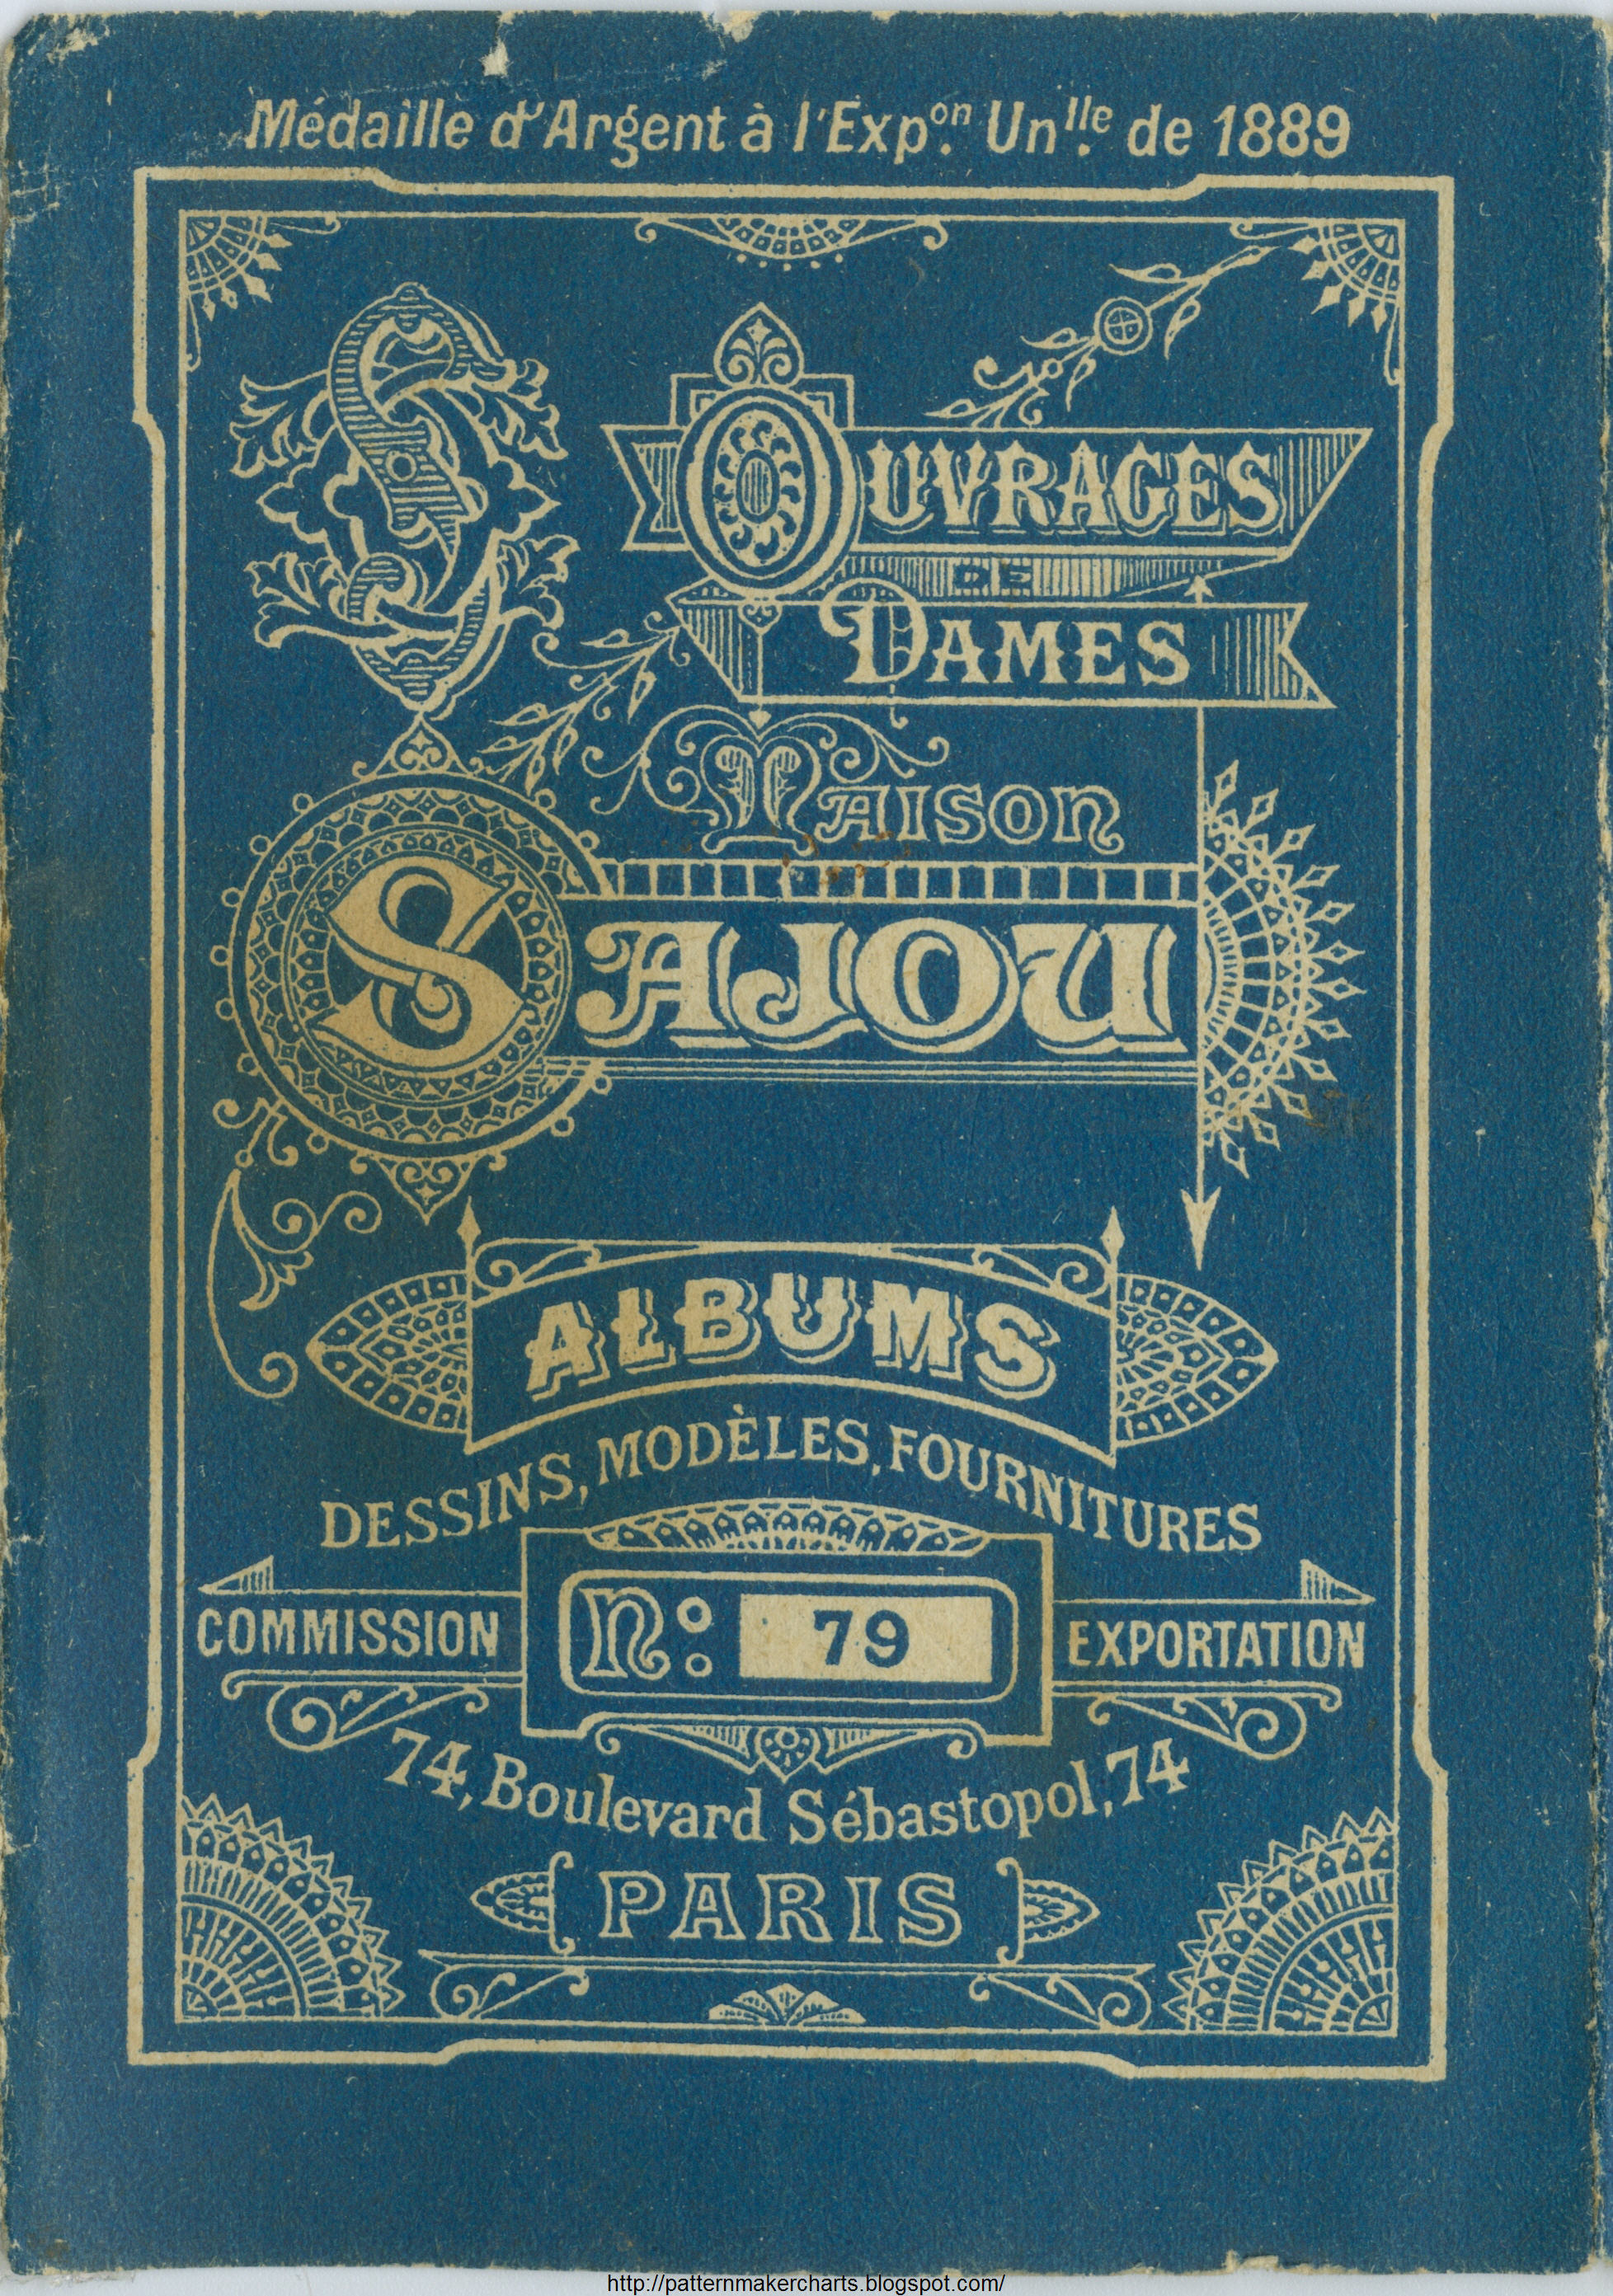 Médaille d'Argent à l'Expon. Unlle. de 1889
OUVRAGES
DE
DAMES
MAISON
SAJOU
ALBUMS
DESSINS, MODÈLES, FOURNITURES
COMMISSION
N°: 79
EXPORTATION
74, Boulevard Sébastopol, 74
PARIS
http://patternmakercharts.blogspot.com/